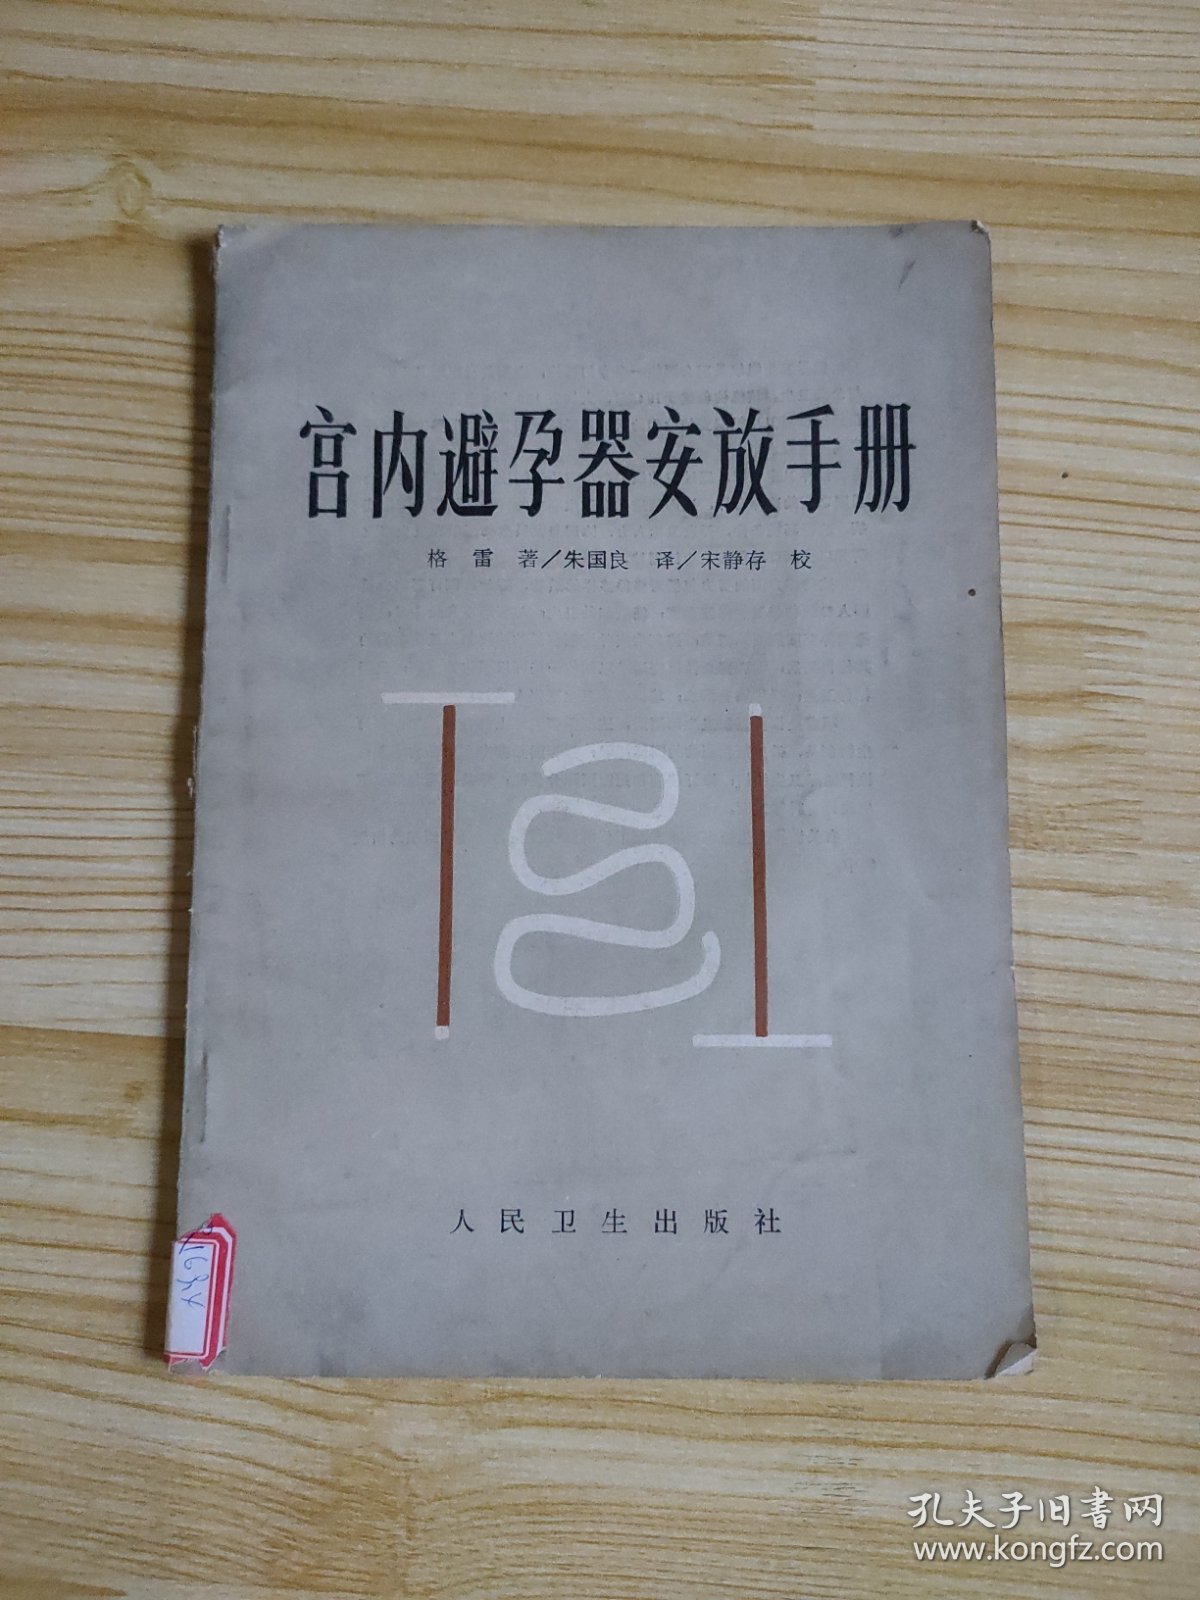 宫内避孕器安放手册
格雷 著/朱国良 译/宋静存 校
人民卫生出版社
孔夫子旧书网
www.kongfz.com